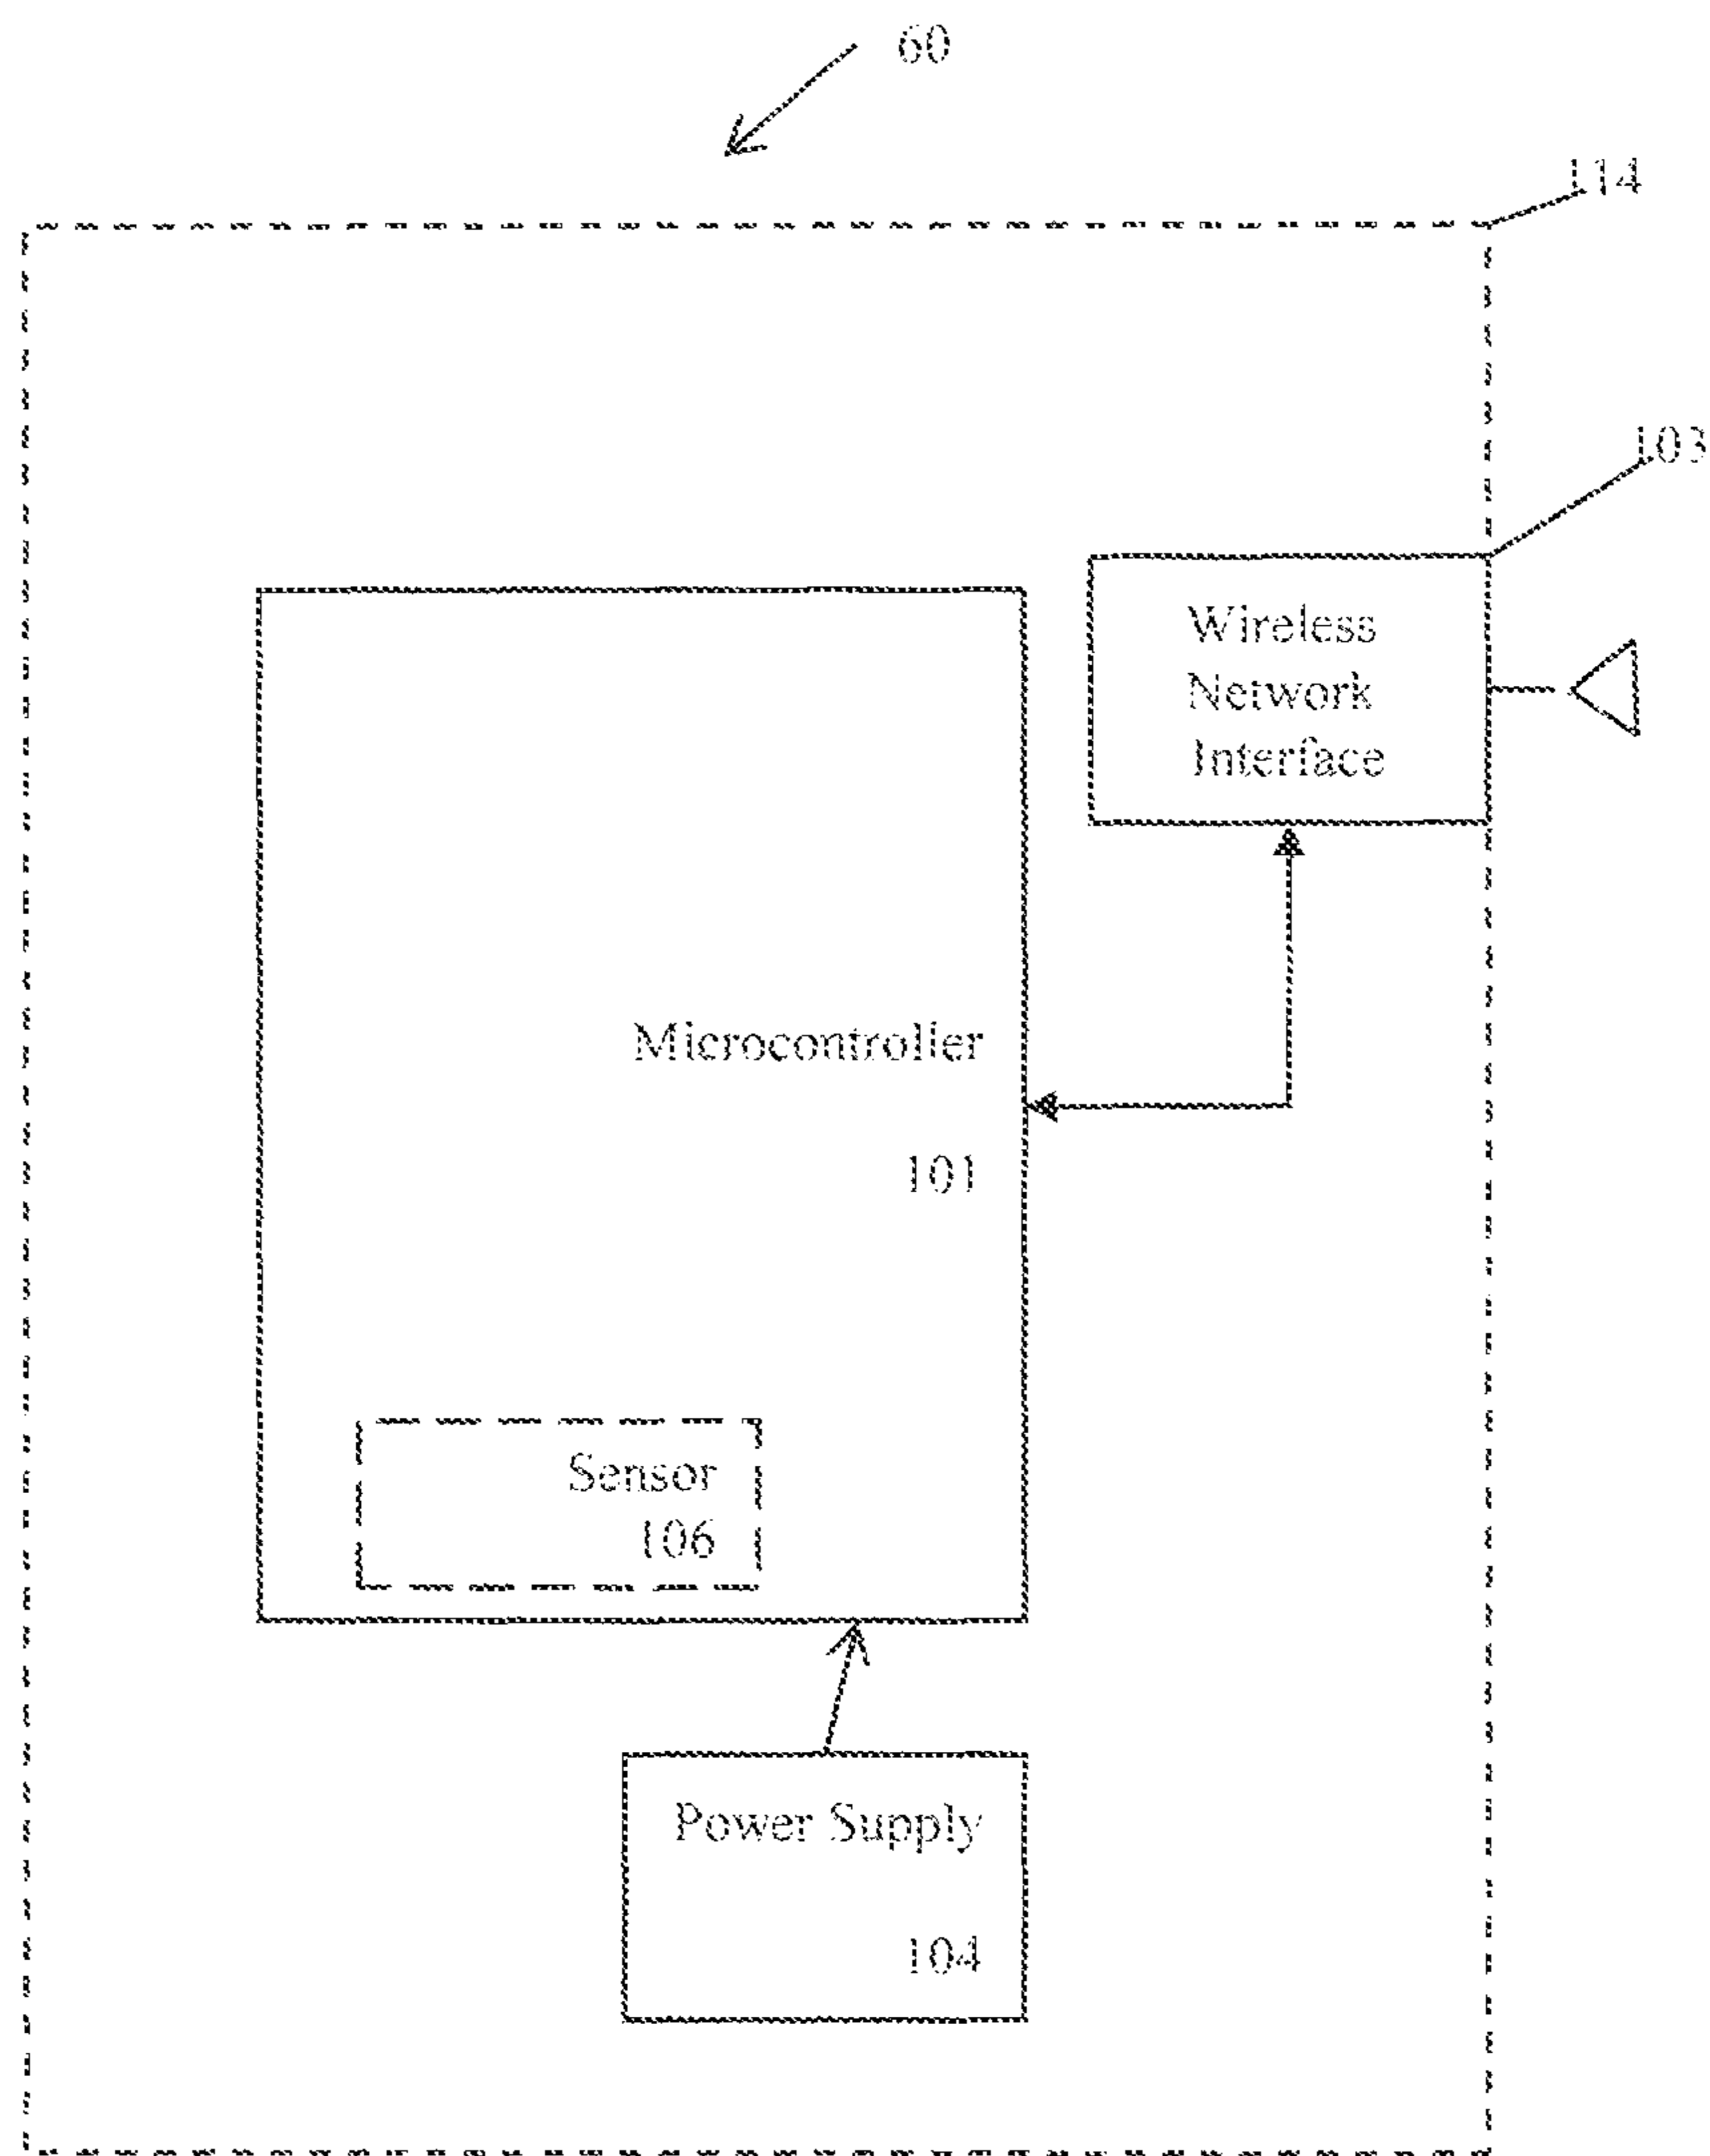 60
114
103
Wireless
Network
Interface
Microcontroller
101
Sensor
106
Power Supply
104